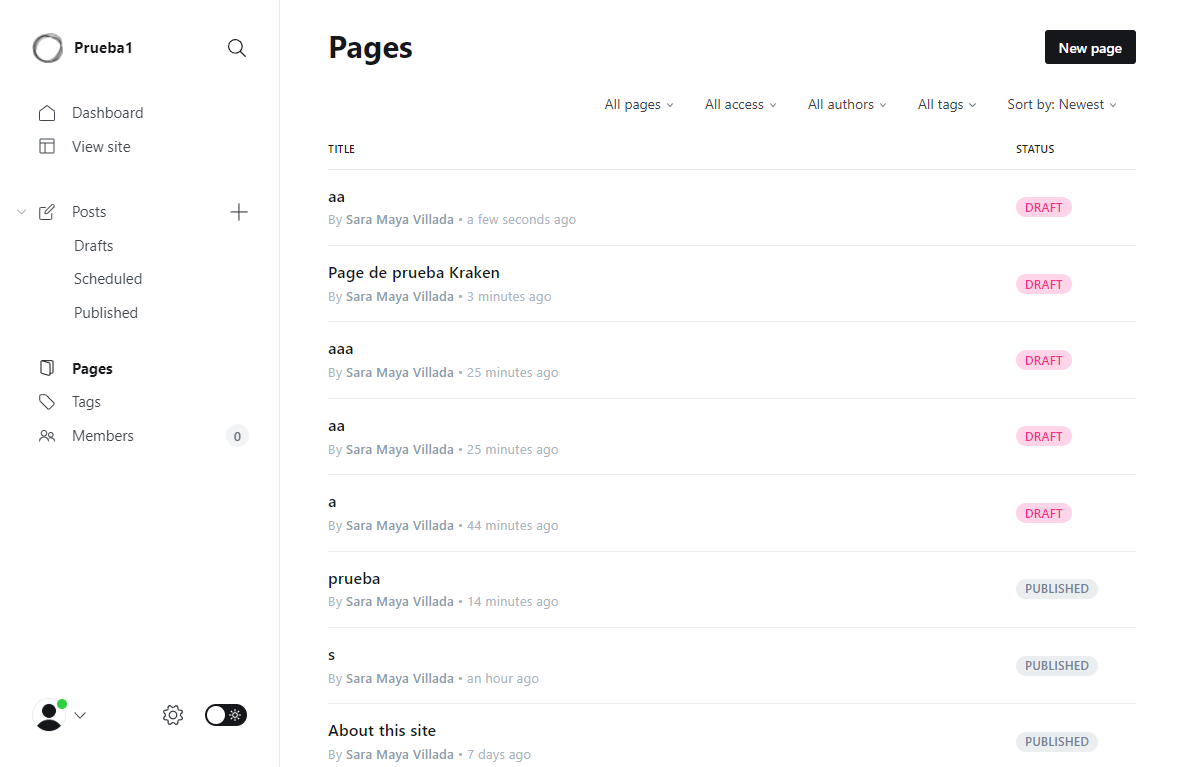 Prueba1
Dashboard
View site
Posts
Drafts
Scheduled
Published
Pages
Tags
Members 0
Pages
New page
All pages All access All authors All tags Sort by: Newest
TITLE STATUS
aa
By Sara Maya Villada • a few seconds ago
DRAFT
Page de prueba Kraken
By Sara Maya Villada • 3 minutes ago
DRAFT
aaa
By Sara Maya Villada • 25 minutes ago
DRAFT
aa
By Sara Maya Villada • 25 minutes ago
DRAFT
a
By Sara Maya Villada • 44 minutes ago
DRAFT
prueba
By Sara Maya Villada • 14 minutes ago
PUBLISHED
s
By Sara Maya Villada • an hour ago
PUBLISHED
About this site
By Sara Maya Villada • 7 days ago
PUBLISHED